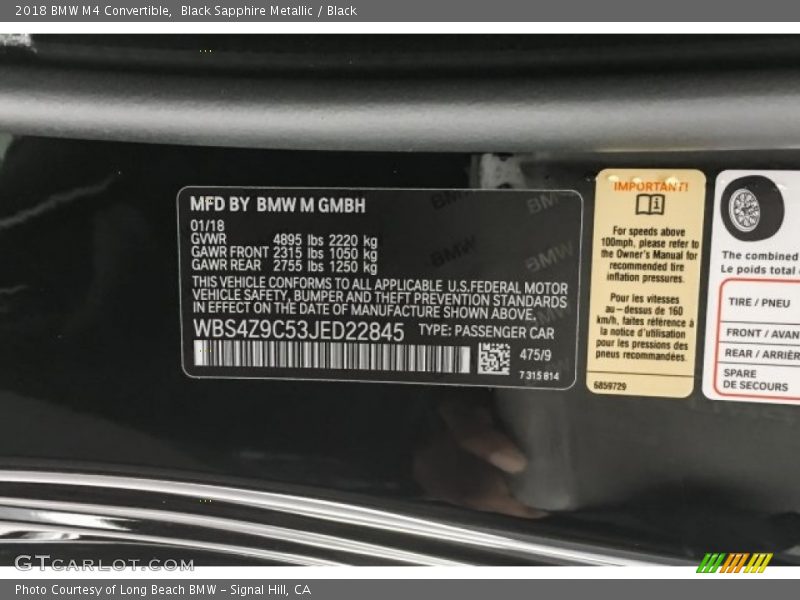 2018 BMW M4 Convertible,  Black Sapphire Metallic / Black
MFD BY BMW M GMBH
01/18
GVWR 4895 lbs 2220 kg
GAWR FRONT 2315 lbs 1050 kg
GAWR REAR 2755 lbs 1250 kg
THIS VEHICLE CONFORMS TO ALL APPLICABLE U.S.FEDERAL MOTOR
VEHICLE SAFETY, BUMPER AND THEFT PREVENTION STANDARDS
IN EFFECT ON THE DATE OF MANUFACTURE SHOWN ABOVE.
WBS4Z9C53JED22845 TYPE: PASSENGER CAR
475/9
7 315 814
BMW
BMW
BMW
BMW
IMPORTANT!
For speeds above
100mph, please refer to
the Owner's Manual for
recommended tire
inflation pressures.
Pour les vitesses
au-dessus de 160
km/h, faites référence à
la notice d'utilisation
pour les pressions des
pneus recommandées.
6859729
The combined
Le poids total
TIRE / PNEU
FRONT / AVAN
REAR / ARRIÈR
SPARE
DE SECOURS
GTCARLOT.COM
Photo Courtesy of Long Beach BMW - Signal Hill, CA